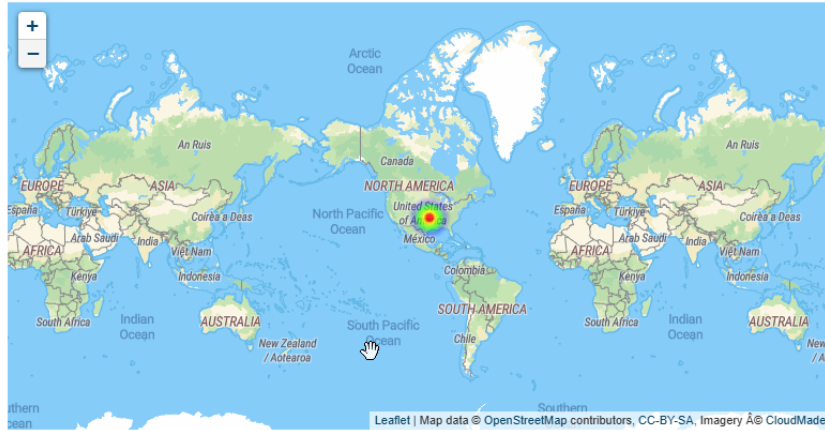 +
−
Arctic
Ocean
An Ruis
An Ruis
Canada
EUROPE
ASIA
NORTH AMERICA
EUROPE
ASIA
España
Türkiye
Coirëa a Deas
North Pacific
Ocean
United States
of America
España
Türkiye
Coirëa a Deas
AFRICA
Arab Saudi
India
Việt Nam
México
AFRICA
Arab Saudi
India
Việt Nam
Kenya
Indonesia
Colombia
Kenya
Indonesia
South Africa
Indian
Ocean
AUSTRALIA
South Pacific
Ocean
SOUTH AMERICA
Chile
South Africa
Indian
Ocean
AUSTRALIA
New Zealand
/ Aotearoa
Southern
Leaflet | Map data © OpenStreetMap contributors, CC-BY-SA, Imagery Â© CloudMade